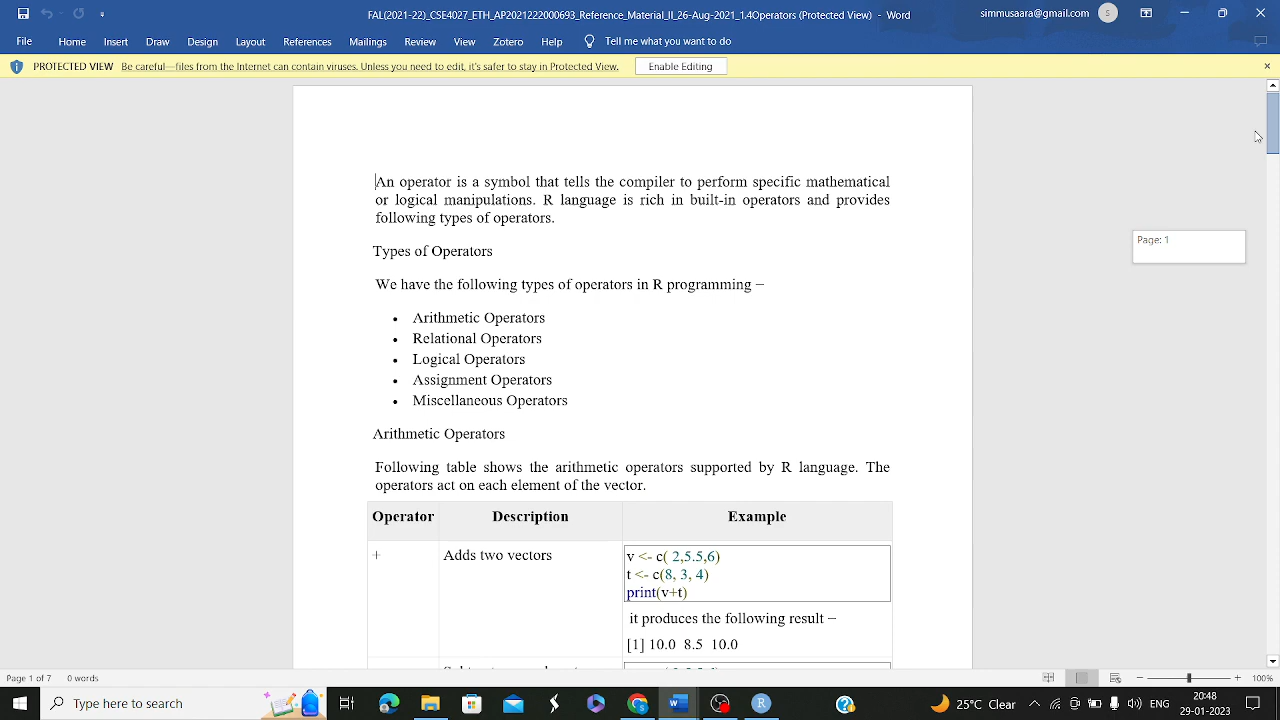 FAL(2021-22)_CSE4027_ETH_AP2021222000693_Reference_Material_II_26-Aug-2021_1.4Operators (Protected View) - Word
simmusaara@gmail.com
S
File Home Insert Draw Design Layout References Mailings Review View Zotero Help Tell me what you want to do
PROTECTED VIEW Be careful—files from the Internet can contain viruses. Unless you need to edit, it's safer to stay in Protected View. Enable Editing
An operator is a symbol that tells the compiler to perform specific mathematical
or logical manipulations. R language is rich in built-in operators and provides
following types of operators.
Page: 1
Types of Operators
We have the following types of operators in R programming −
• Arithmetic Operators
• Relational Operators
• Logical Operators
• Assignment Operators
• Miscellaneous Operators
Arithmetic Operators
Following table shows the arithmetic operators supported by R language. The
operators act on each element of the vector.
Operator Description Example
+ Adds two vectors
v <- c( 2,5.5,6)
t <- c(8, 3, 4)
print(v+t)
it produces the following result −
[1] 10.0 8.5 10.0
Page 1 of 7 0 words
100%
Type here to search
25°C Clear
ENG
20:48
29-01-2023